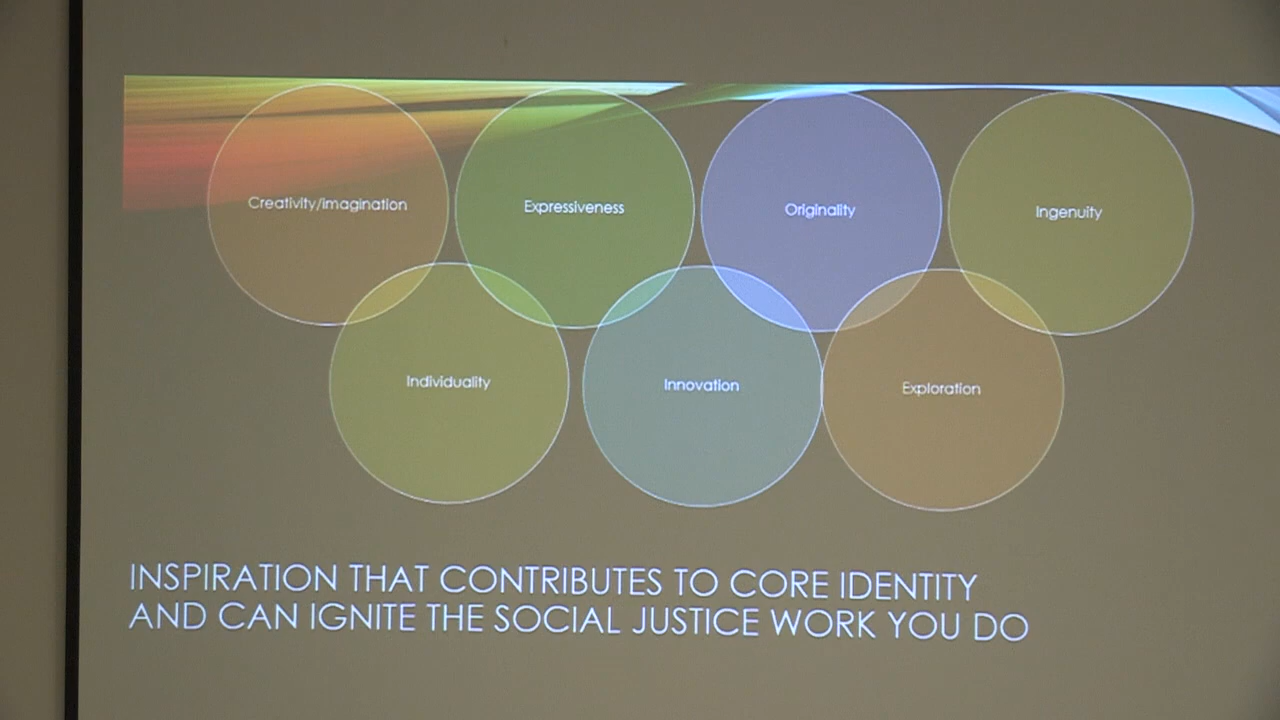 Creativity/imagination
Expressiveness
Originality
Ingenuity
Individuality
Innovation
Exploration
INSPIRATION THAT CONTRIBUTES TO CORE IDENTITY
AND CAN IGNITE THE SOCIAL JUSTICE WORK YOU DO